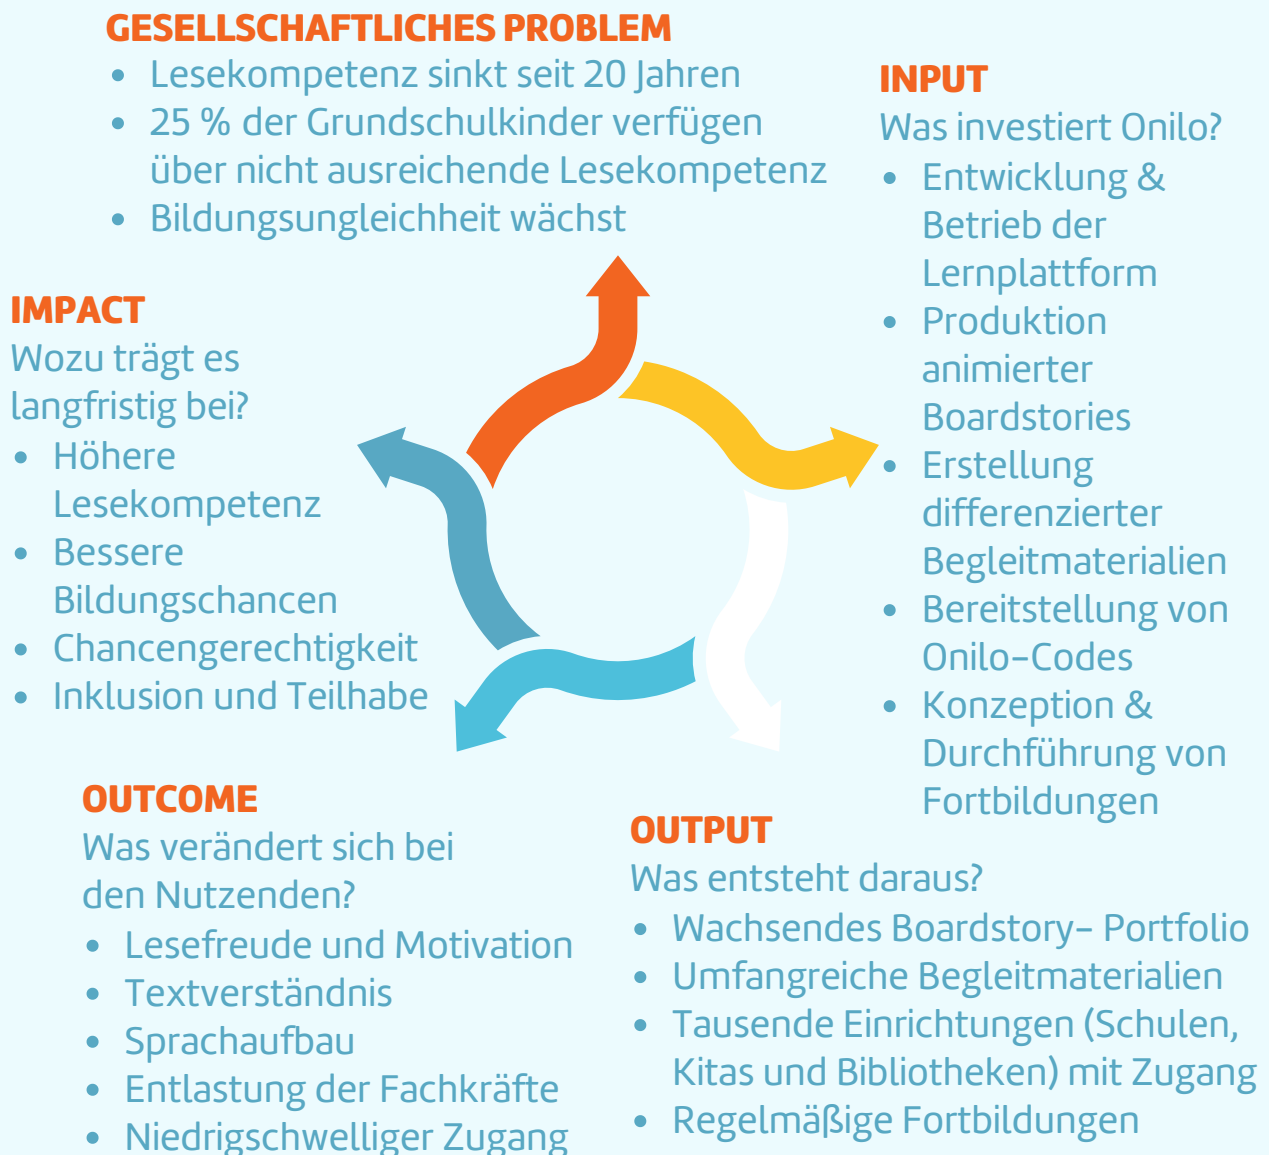 GESELLSCHAFTLICHES PROBLEM
• Lesekompetenz sinkt seit 20 Jahren
• 25 % der Grundschulkinder verfügen
über nicht ausreichende Lesekompetenz
• Bildungsungleichheit wächst
INPUT
Was investiert Onilo?
• Entwicklung &
Betrieb der
Lernplattform
• Produktion
animierter
Boardstories
• Erstellung
differenzierter
Begleitmaterialien
• Bereitstellung von
Onilo-Codes
• Konzeption &
Durchführung von
Fortbildungen
OUTPUT
Was entsteht daraus?
• Wachsendes Boardstory- Portfolio
• Umfangreiche Begleitmaterialien
• Tausende Einrichtungen (Schulen,
Kitas und Bibliotheken) mit Zugang
• Regelmäßige Fortbildungen
OUTCOME
Was verändert sich bei
den Nutzenden?
• Lesefreude und Motivation
• Textverständnis
• Sprachaufbau
• Entlastung der Fachkräfte
• Niedrigschwelliger Zugang
IMPACT
Wozu trägt es
langfristig bei?
• Höhere
Lesekompetenz
• Bessere
Bildungschancen
• Chancengerechtigkeit
• Inklusion und Teilhabe